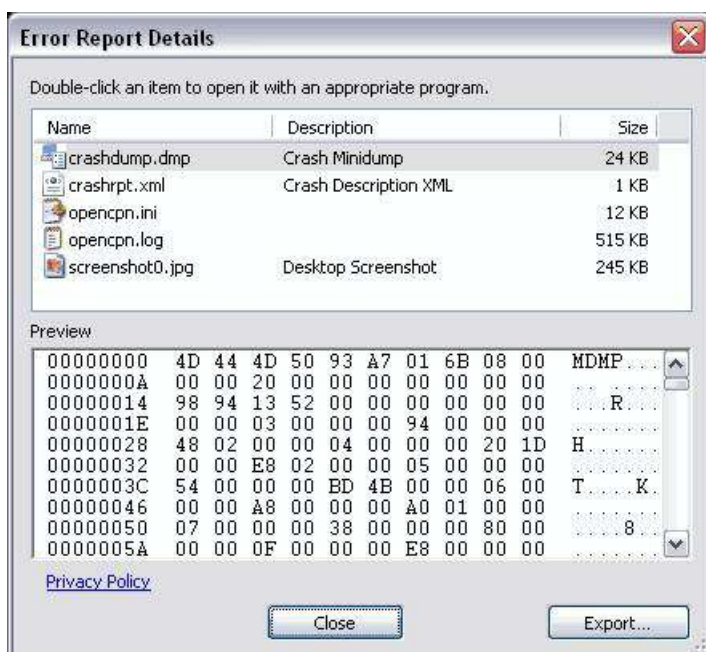 Error Report Details
Double-click an item to open it with an appropriate program.
Name Description Size
crashdump.dmp Crash Minidump 24 KB
crashrpt.xml Crash Description XML 1 KB
opencpn.ini 12 KB
opencpn.log 515 KB
screenshot0.jpg Desktop Screenshot 245 KB
Preview
00000000 4D 44 4D 50 93 A7 01 6B 08 00 MDMP...
0000000A 00 00 20 00 00 00 00 00 00 00 .. ....
00000014 98 94 13 52 00 00 00 00 00 00 ...R...
0000001E 00 00 03 00 00 00 94 00 00 00 .......
00000028 48 02 00 00 04 00 00 00 20 1D H......
00000032 00 00 E8 02 00 00 05 00 00 00 .......
0000003C 54 00 00 00 BD 4B 00 00 06 00 T....K.
00000046 00 00 A8 00 00 00 A0 01 00 00 .......
00000050 07 00 00 00 38 00 00 00 80 00 ....8..
0000005A 00 00 0F 00 00 00 E8 00 00 00 .......
Privacy Policy
Close Export...